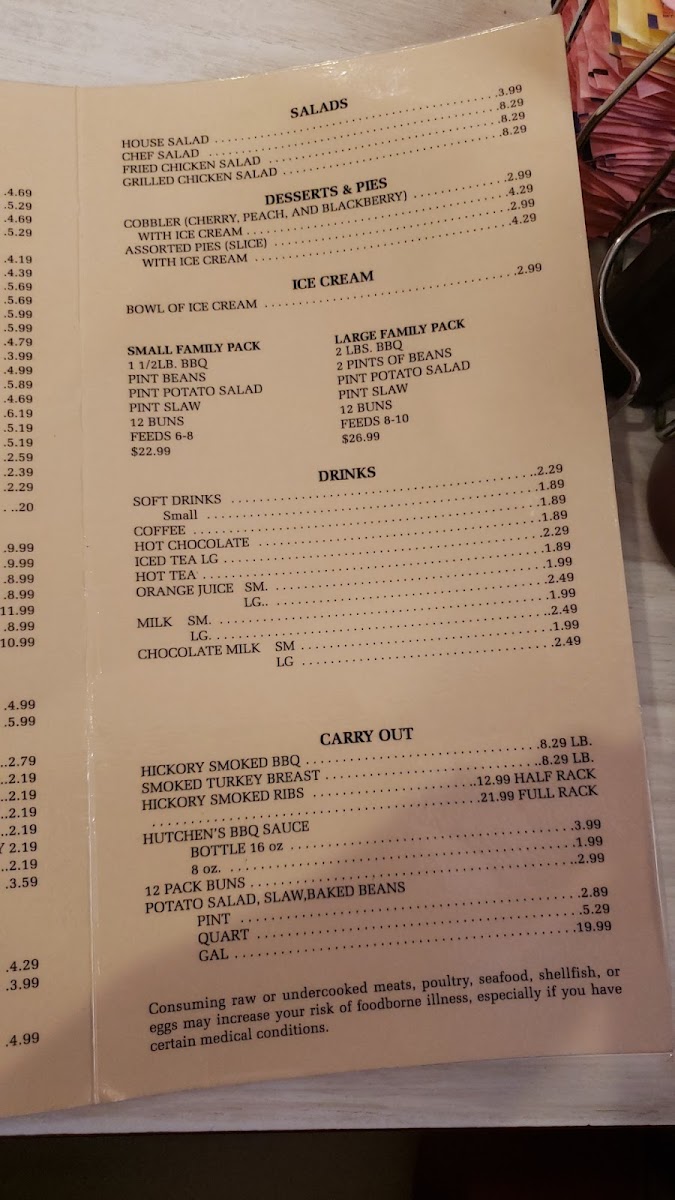 .4.69
.5.29
.4.69
.5.29
.4.19
.4.39
.5.69
.5.69
.5.99
.5.99
.4.79
.3.99
.4.99
.5.89
.4.69
.6.19
.5.19
.5.19
.2.59
.2.39
.2.29
. ..20
.9.99
.9.99
.8.99
.8.99
11.99
.8.99
10.99
.4.99
.5.99
..2.79
..2.19
..2.19
..2.19
..2.19
Y 2.19
..2.19
.3.59
.4.29
.3.99
.4.99
SALADS
HOUSE SALAD 3.99
CHEF SALAD 8.29
FRIED CHICKEN SALAD 8.29
GRILLED CHICKEN SALAD 8.29
DESSERTS & PIES
COBBLER (CHERRY, PEACH, AND BLACKBERRY) 2.99
WITH ICE CREAM 4.29
ASSORTED PIES (SLICE) 2.99
WITH ICE CREAM 4.29
ICE CREAM
BOWL OF ICE CREAM 2.99
SMALL FAMILY PACK
1 1/2LB. BBQ
PINT BEANS
PINT POTATO SALAD
PINT SLAW
12 BUNS
FEEDS 6-8
$22.99
LARGE FAMILY PACK
2 LBS. BBQ
2 PINTS OF BEANS
PINT POTATO SALAD
PINT SLAW
12 BUNS
FEEDS 8-10
$26.99
DRINKS
SOFT DRINKS 2.29
Small 1.89
COFFEE 1.89
HOT CHOCOLATE 1.89
ICED TEA LG 2.29
HOT TEA 1.89
ORANGE JUICE SM. 1.99
LG.. 2.49
MILK SM. 1.99
LG. 2.49
CHOCOLATE MILK SM 1.99
LG 2.49
CARRY OUT
HICKORY SMOKED BBQ 8.29 LB.
SMOKED TURKEY BREAST 8.29 LB.
HICKORY SMOKED RIBS 12.99 HALF RACK
21.99 FULL RACK
HUTCHEN'S BBQ SAUCE
BOTTLE 16 oz 3.99
8 oz. 1.99
12 PACK BUNS 2.99
POTATO SALAD, SLAW,BAKED BEANS
PINT 2.89
QUART 5.29
GAL 19.99
Consuming raw or undercooked meats, poultry, seafood, shellfish, or
eggs may increase your risk of foodborne illness, especially if you have
certain medical conditions.